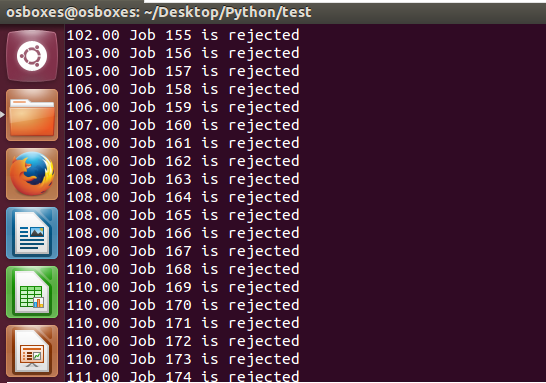 osboxes@osboxes: ~/Desktop/Python/test
102.00 Job 155 is rejected
103.00 Job 156 is rejected
105.00 Job 157 is rejected
106.00 Job 158 is rejected
106.00 Job 159 is rejected
107.00 Job 160 is rejected
108.00 Job 161 is rejected
108.00 Job 162 is rejected
108.00 Job 163 is rejected
108.00 Job 164 is rejected
108.00 Job 165 is rejected
108.00 Job 166 is rejected
109.00 Job 167 is rejected
110.00 Job 168 is rejected
110.00 Job 169 is rejected
110.00 Job 170 is rejected
110.00 Job 171 is rejected
110.00 Job 172 is rejected
110.00 Job 173 is rejected
111.00 Job 174 is rejected